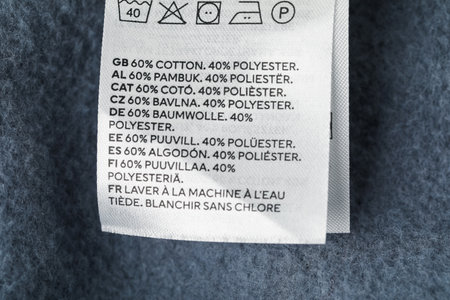 40 P
GB 60% COTTON. 40% POLYESTER.
AL 60% PAMBUK. 40% POLIESTËR.
CAT 60% COTÓ. 40% POLIÈSTER.
CZ 60% BAVLNA. 40% POLYESTER.
DE 60% BAUMWOLLE. 40%
POLYESTER.
EE 60% PUUVILL. 40% POLÜESTER.
ES 60% ALGODÓN. 40% POLIÉSTER.
FI 60% PUUVILLAA. 40%
POLYESTERIÄ.
FR LAVER À LA MACHINE À L'EAU
TIÈDE. BLANCHIR SANS CHLORE